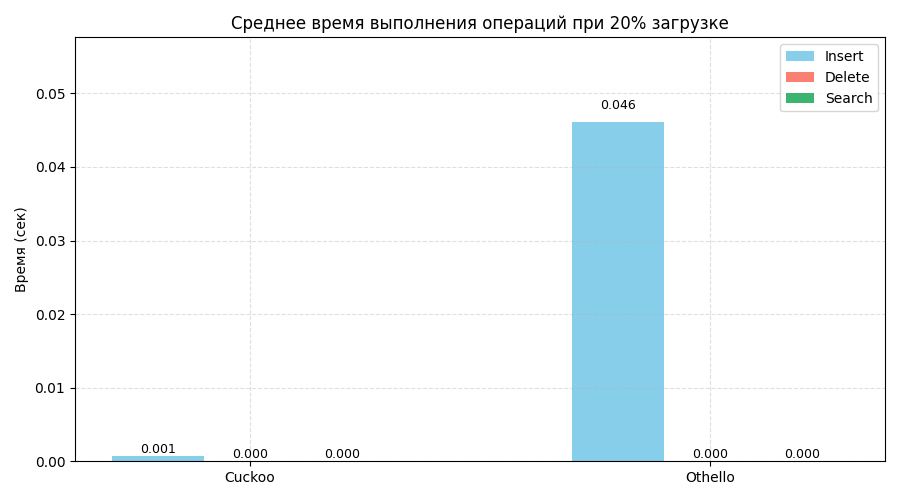 Среднее время выполнения операций при 20% загрузке
Insert
Delete
Search
Время (сек)
0.05
0.04
0.03
0.02
0.01
0.00
0.001
0.000
0.000
0.046
0.000
0.000
Cuckoo
Othello